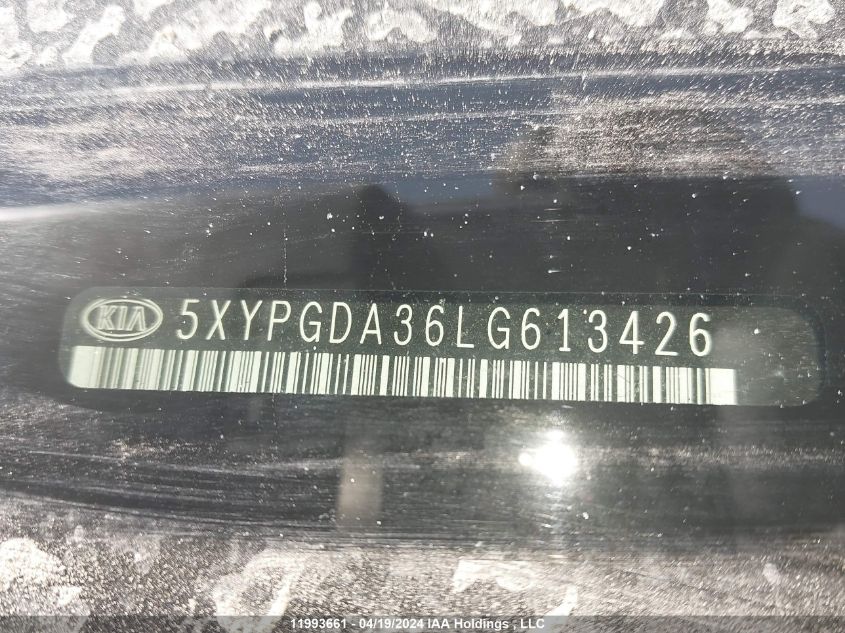 KIA 5XYPGDA36LG613426
11993661 - 04/19/2024 IAA Holdings , LLC